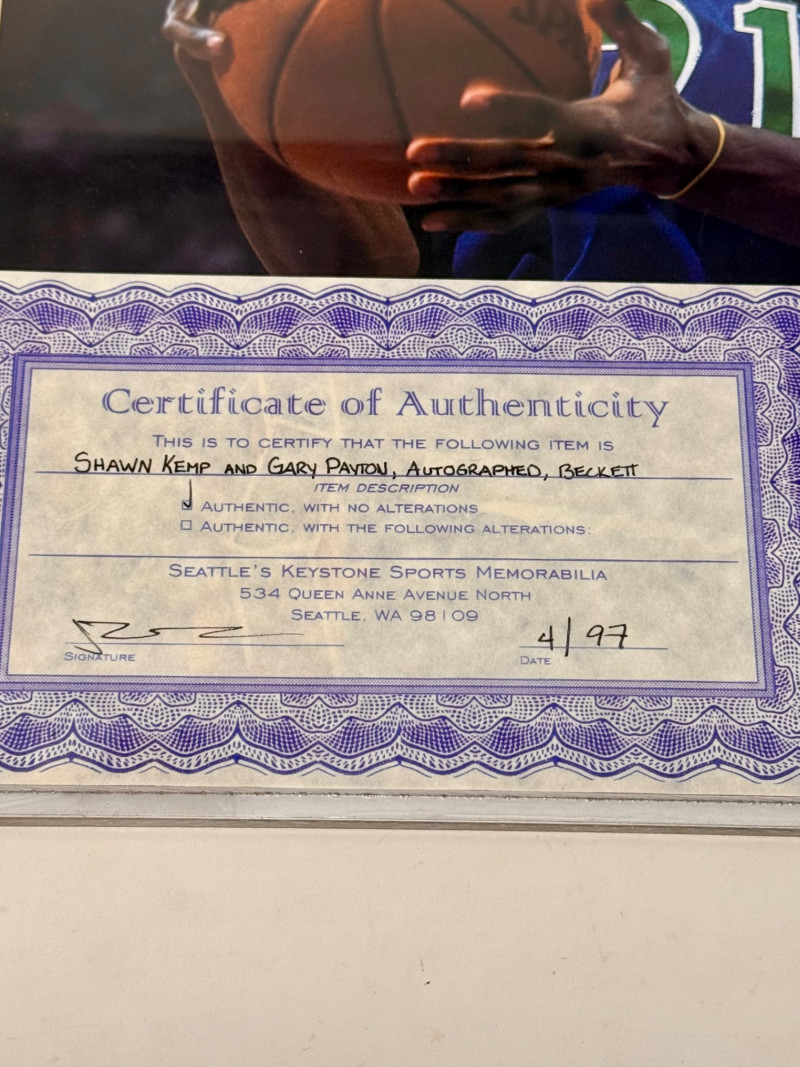 21
Certificate of Authenticity
THIS IS TO CERTIFY THAT THE FOLLOWING ITEM IS
SHAWN KEMP AND GARY PAYTON, AUTOGRAPHED, BECKETT
ITEM DESCRIPTION
AUTHENTIC, WITH NO ALTERATIONS
AUTHENTIC, WITH THE FOLLOWING ALTERATIONS:
SEATTLE'S KEYSTONE SPORTS MEMORABILIA
534 QUEEN ANNE AVENUE NORTH
SEATTLE, WA 98109
4/97
SIGNATURE
DATE